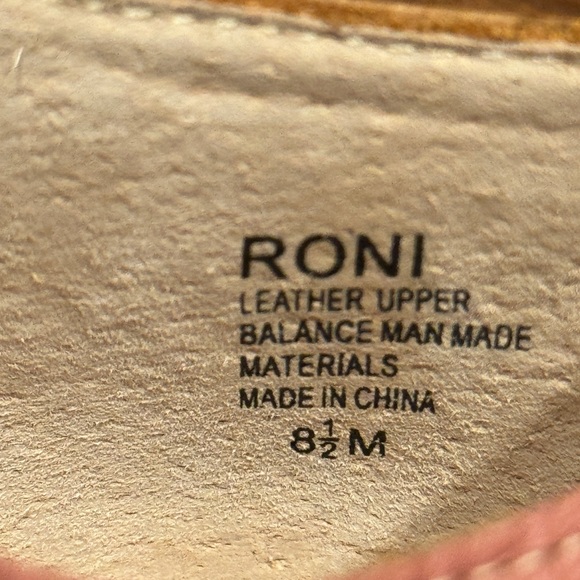 RONI
LEATHER UPPER
BALANCE MAN MADE
MATERIALS
MADE IN CHINA
8½ M